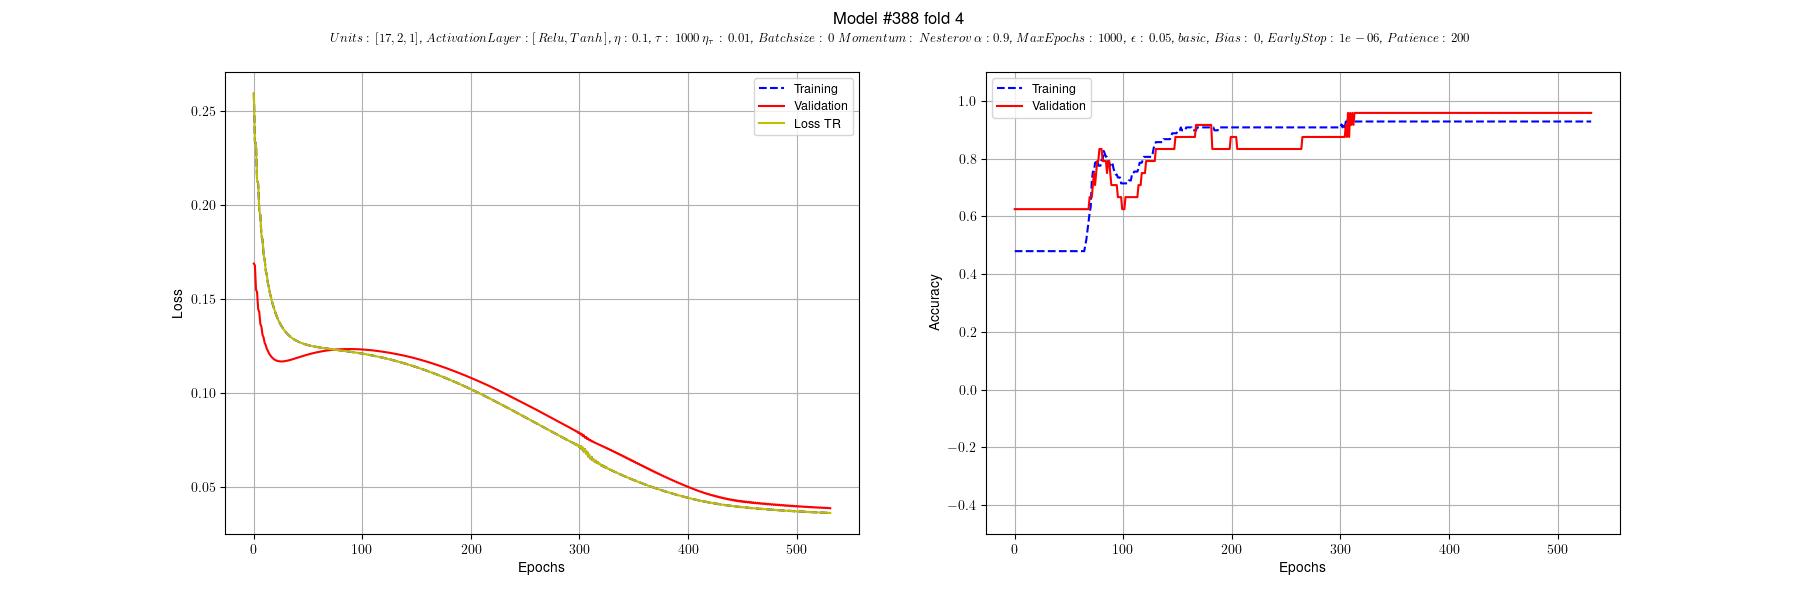 Model #388 fold 4
Units : [17, 2, 1], ActivationLayer : [Relu, Tanh], η : 0.1, τ : 1000 ητ : 0.01, Batchsize : 0 Momentum : Nesterov α : 0.9, MaxEpochs : 1000, ϵ : 0.05, basic, Bias : 0, EarlyStop : 1e − 06, Patience : 200
Training
Validation
Loss TR
0.25
0.20
0.15
0.10
0.05
Loss
0 100 200 300 400 500
Epochs
Training
Validation
1.0
0.8
0.6
0.4
0.2
0.0
−0.2
−0.4
Accuracy
0 100 200 300 400 500
Epochs